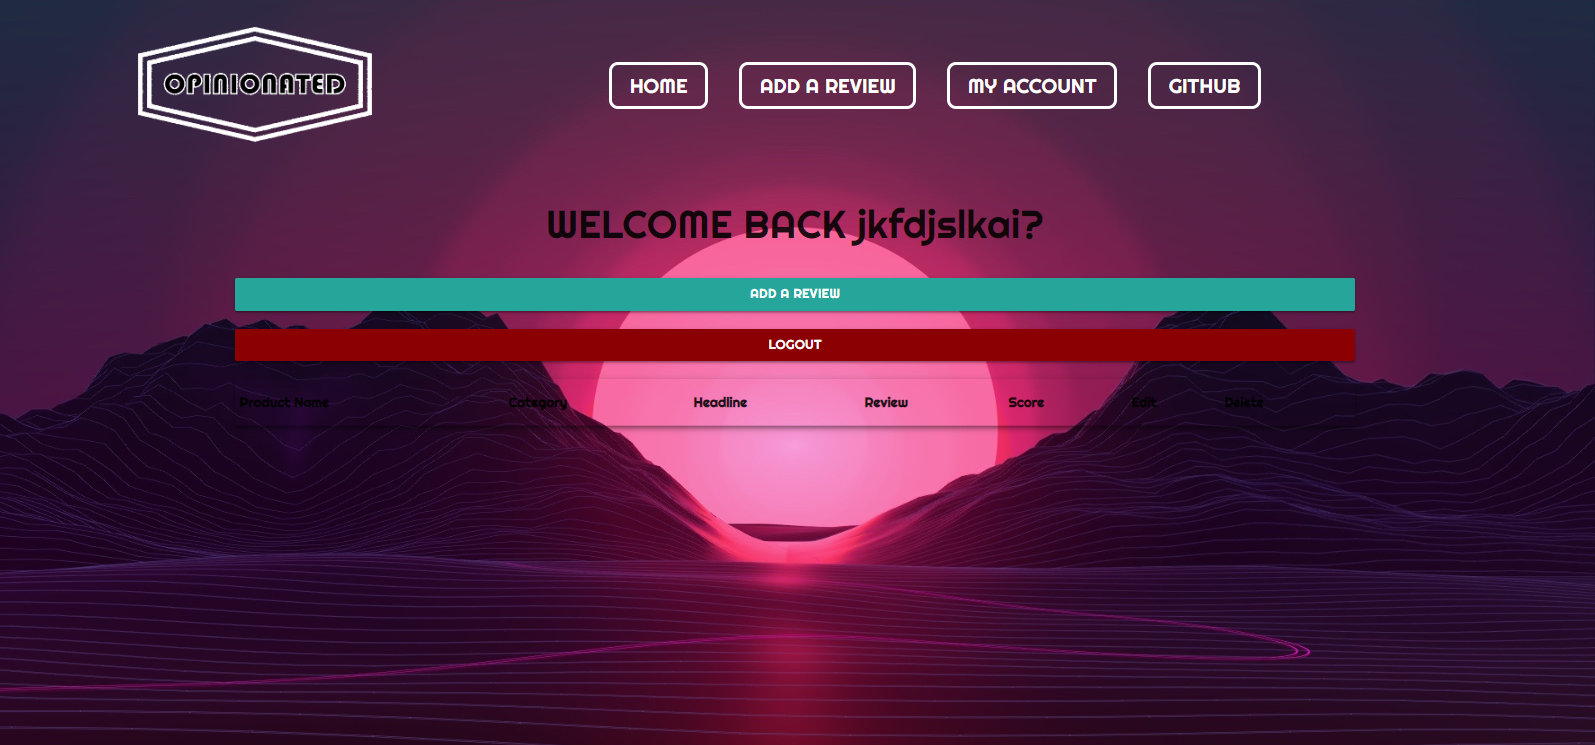 OPINIONATED
HOME ADD A REVIEW MY ACCOUNT GITHUB
WELCOME BACK jkfdjslkai?
ADD A REVIEW
LOGOUT
Product Name Category Headline Review Score Edit Delete